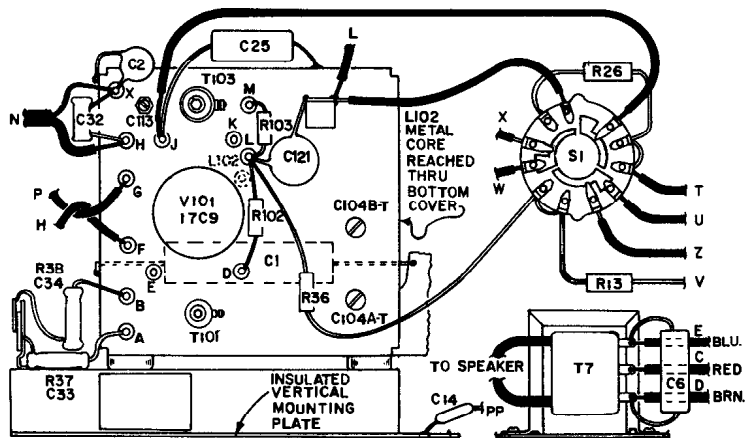 C2
C25
L
T103
R26
X
M
N
C32
C113
R103
L102
METAL
CORE
REACHED
THRU
BOTTOM
COVER
X
H
J
K
L
C121
S1
L102
W
P
G
V101
17C9
R102
T
H
C104B-T
U
F
C1
Z
R3B
C34
E
D
R36
R13
V
B
T101
C104A-T
A
E
BLU.
TO SPEAKER
T7
C
RED
R37
C33
INSULATED
VERTICAL
MOUNTING
PLATE
C14
PP
C6
D
BRN.